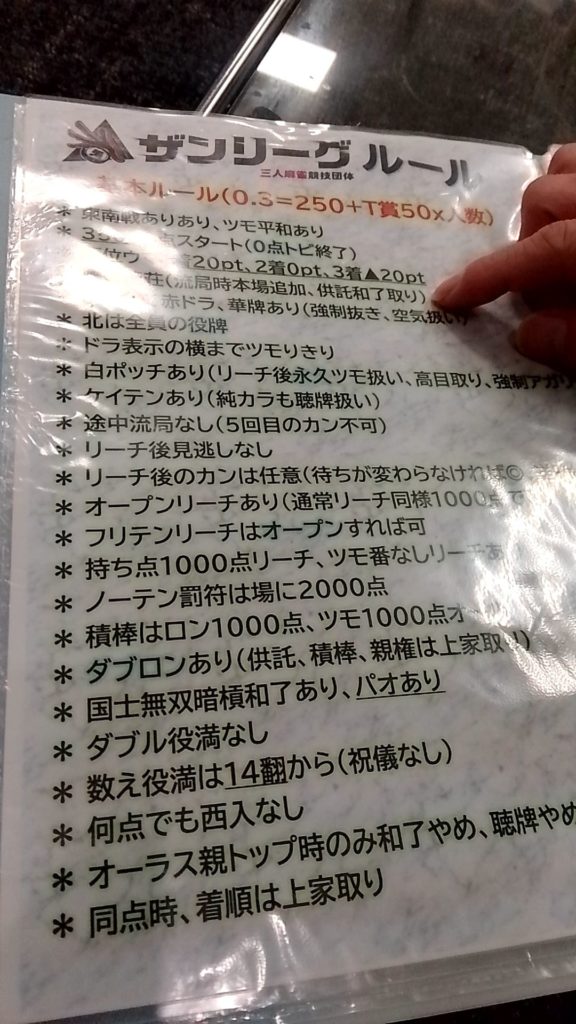 ザンリーグ ルール
三人麻雀競技団体
基本ルール(0.3=250+T賞50x人数)
* 東南戦ありあり、ツモ平和あり
点スタート(0点トビ終了)
着20pt、2着0pt、3着▲20pt
荘(流局時本場追加、供託和了取り)
赤ドラ、華牌あり(強制抜き、空気扱い)
* 北は全員の役牌
* ドラ表示の横までツモりきり
* 白ポッチあり(リーチ後永久ツモ扱い、高目取り、強制アガリ
* ケイテンあり(純カラも聴牌扱い)
* 途中流局なし(5回目のカン不可)
* リーチ後見逃しなし
* リーチ後のカンは任意(待ちが変わらなければ
* オープンリーチあり(通常リーチ同様1000点
* フリテンリーチはオープンすれば可
* 持ち点1000点リーチ、ツモ番なしリーチあり
* ノーテン罰符は場に2000点
* 積棒はロン1000点、ツモ1000点オール
* ダブロンあり(供託、積棒、親権は上家取り)
* 国士無双暗槓和了あり、パオあり
* ダブル役満なし
* 数え役満は14翻から(祝儀なし)
* 何点でも西入なし
* オーラス親トップ時のみ和了やめ、聴牌やめ
* 同点時、着順は上家取り